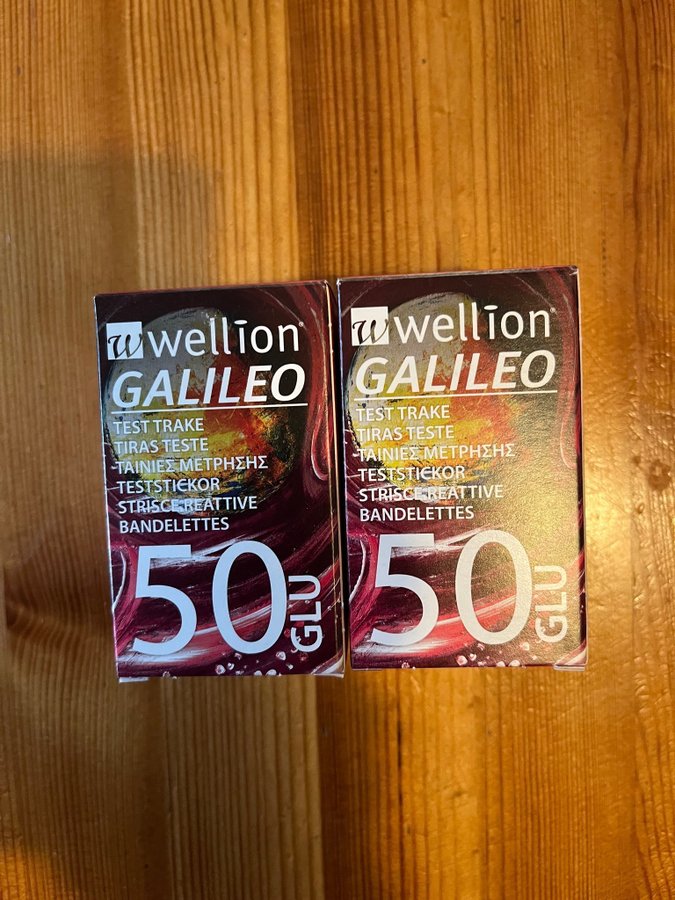 w wellion®
GALILEO
TEST TRAKE
TIRAS TESTE
ΤΑΙΝΙΕΣ ΜΕΤΡΗΣΗΣ
TESTSTICKOR
STRISCE REATTIVE
BANDELETTES
50 GLU
w wellion®
GALILEO
TEST TRAKE
TIRAS TESTE
ΤΑΙΝΙΕΣ ΜΕΤΡΗΣΗΣ
TESTSTICKOR
STRISCE REATTIVE
BANDELETTES
50 GLU